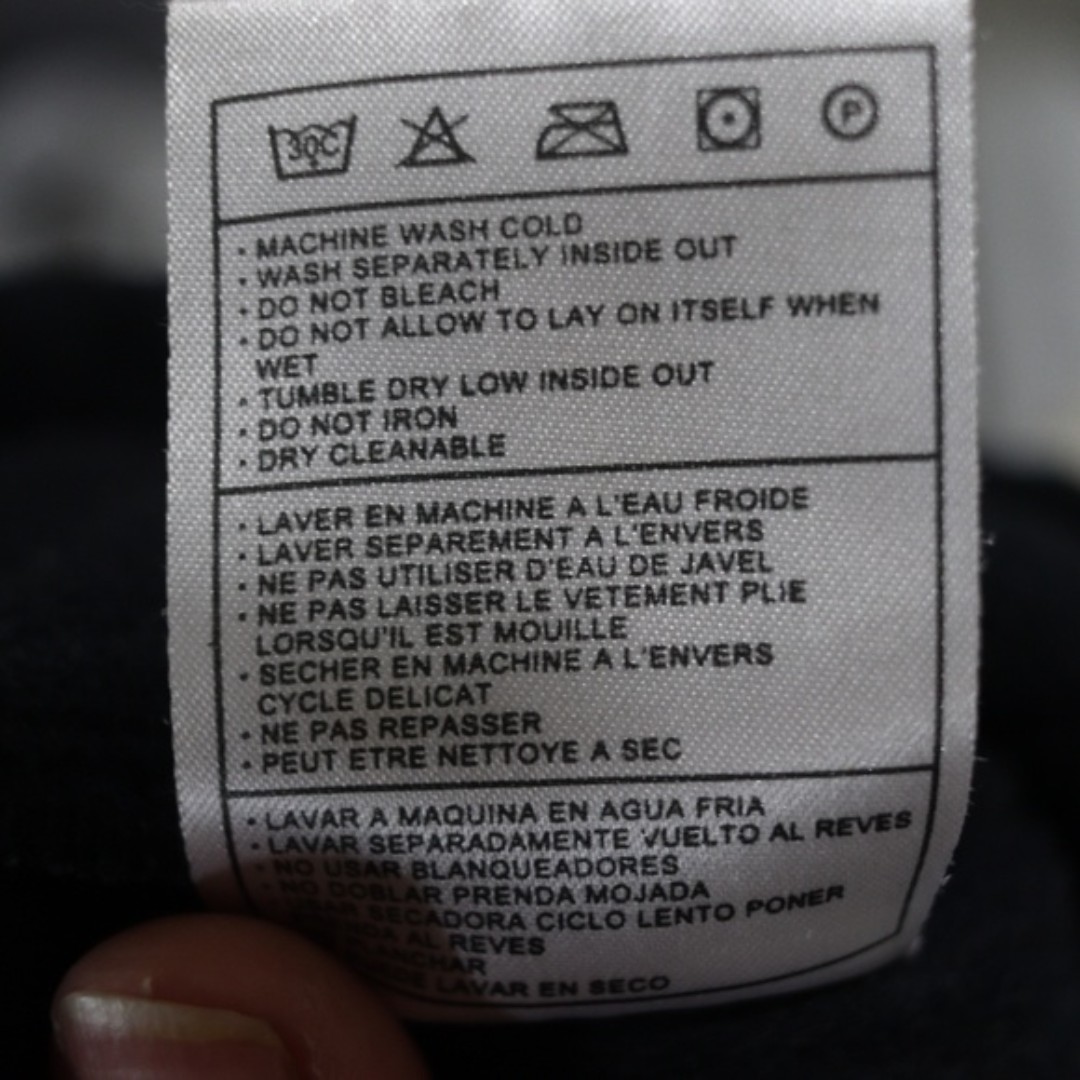 30C P
· MACHINE WASH COLD
· WASH SEPARATELY INSIDE OUT
· DO NOT BLEACH
· DO NOT ALLOW TO LAY ON ITSELF WHEN
WET
· TUMBLE DRY LOW INSIDE OUT
· DO NOT IRON
· DRY CLEANABLE
· LAVER EN MACHINE A L'EAU FROIDE
· LAVER SEPAREMENT A L'ENVERS
· NE PAS UTILISER D'EAU DE JAVEL
· NE PAS LAISSER LE VETEMENT PLIE
LORSQU'IL EST MOUILLE
· SECHER EN MACHINE A L'ENVERS
CYCLE DELICAT
· NE PAS REPASSER
· PEUT ETRE NETTOYE A SEC
· LAVAR A MAQUINA EN AGUA FRIA
· LAVAR SEPARADAMENTE VUELTO AL REVES
· NO USAR BLANQUEADORES
· NO DOBLAR PRENDA MOJADA
SECADORA CICLO LENTO PONER
AL REVES
LAVAR EN SECO